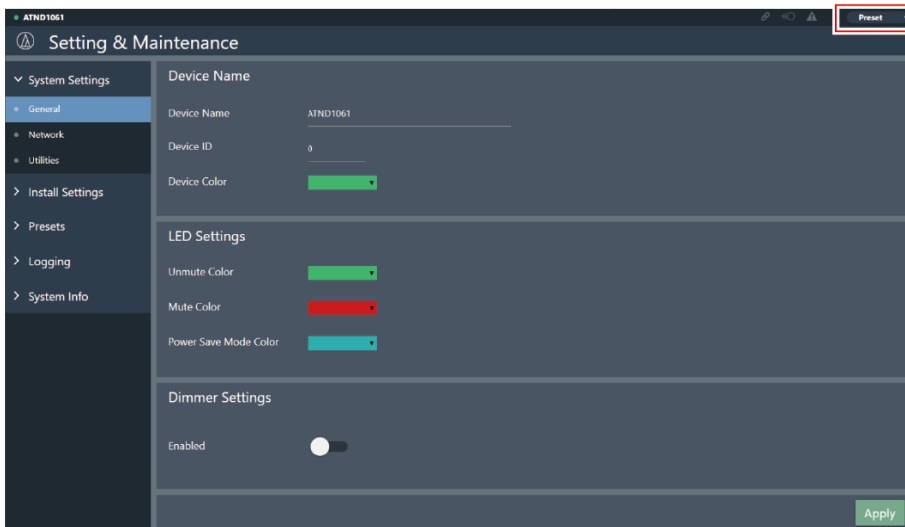 ATND1061
Preset
Setting & Maintenance
System Settings
General
Network
Utilities
Install Settings
Presets
Logging
System Info
Device Name
Device Name ATND1061
Device ID 0
Device Color
LED Settings
Unmute Color
Mute Color
Power Save Mode Color
Dimmer Settings
Enabled
Apply